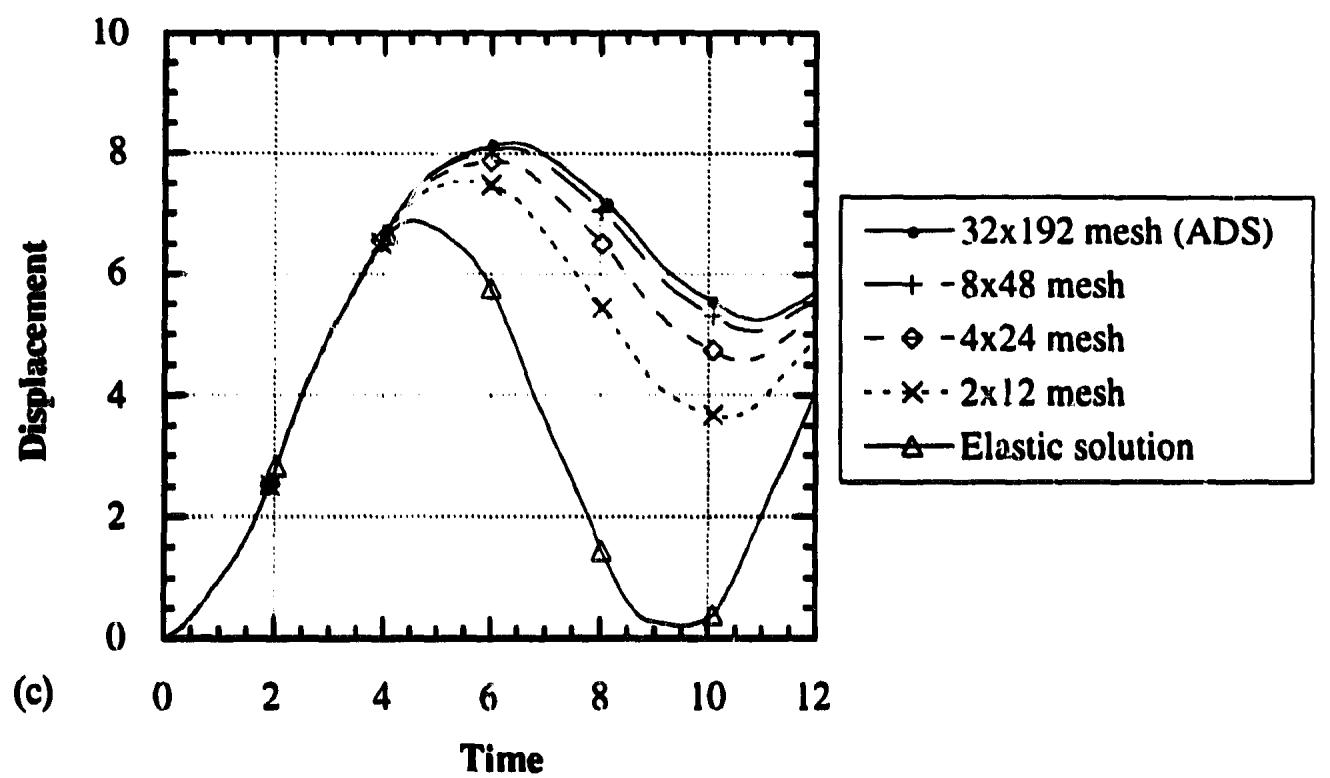 10
8
6
4
2
0
Displacement
(c)
0 2 4 6 8 10 12
Time
32x192 mesh (ADS)
8x48 mesh
4x24 mesh
2x12 mesh
Elastic solution